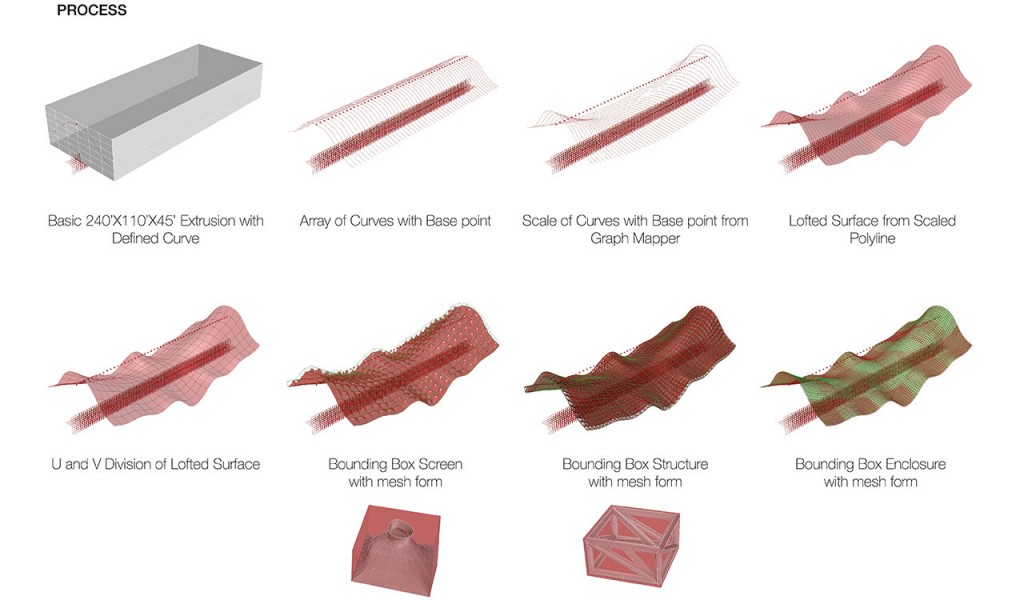 PROCESS
Basic 240'X110'X45' Extrusion with
Defined Curve
Array of Curves with Base point
Scale of Curves with Base point from
Graph Mapper
Lofted Surface from Scaled
Polyline
U and V Division of Lofted Surface
Bounding Box Screen
with mesh form
Bounding Box Structure
with mesh form
Bounding Box Enclosure
with mesh form